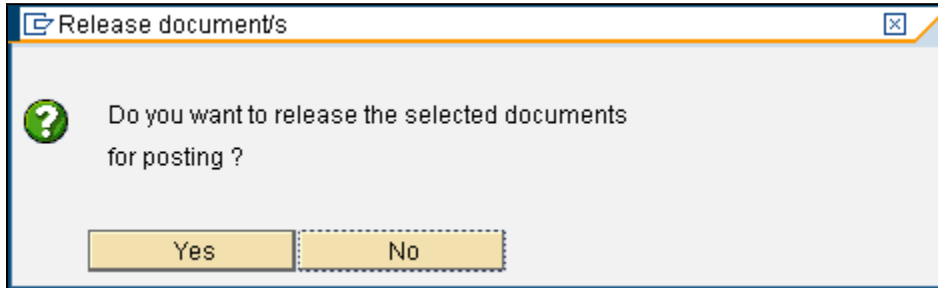 Release document/s
Do you want to release the selected documents
for posting ?
Yes No